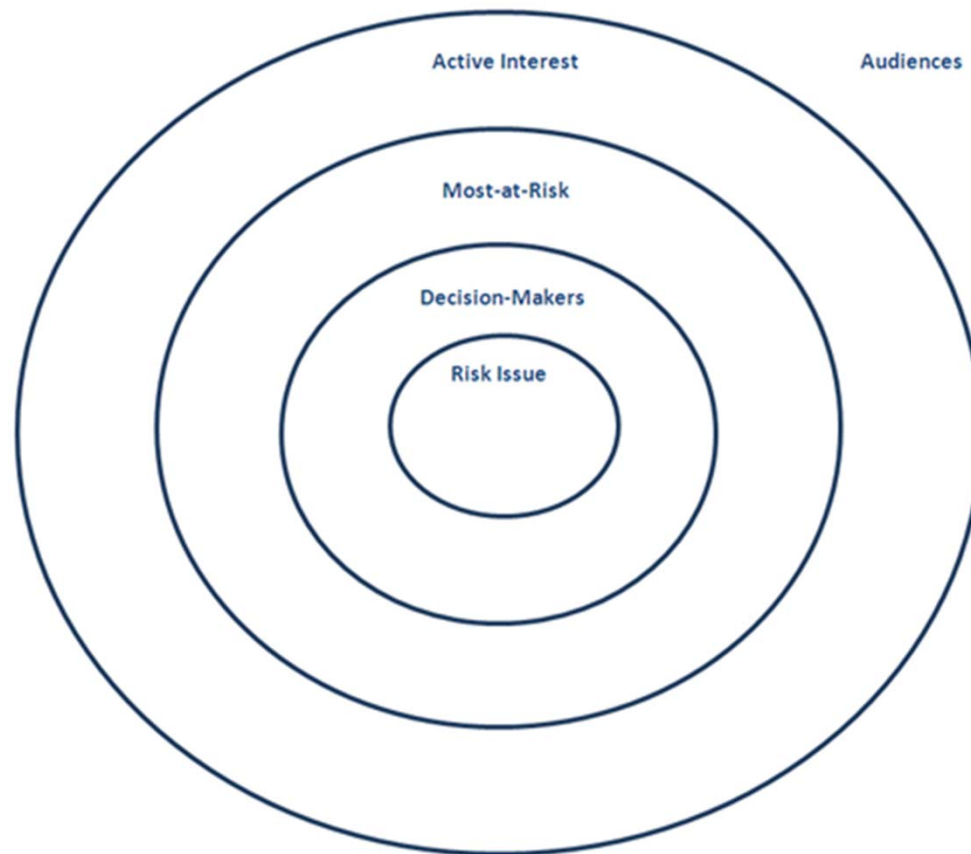 Active Interest
Audiences
Most-at-Risk
Decision-Makers
Risk Issue